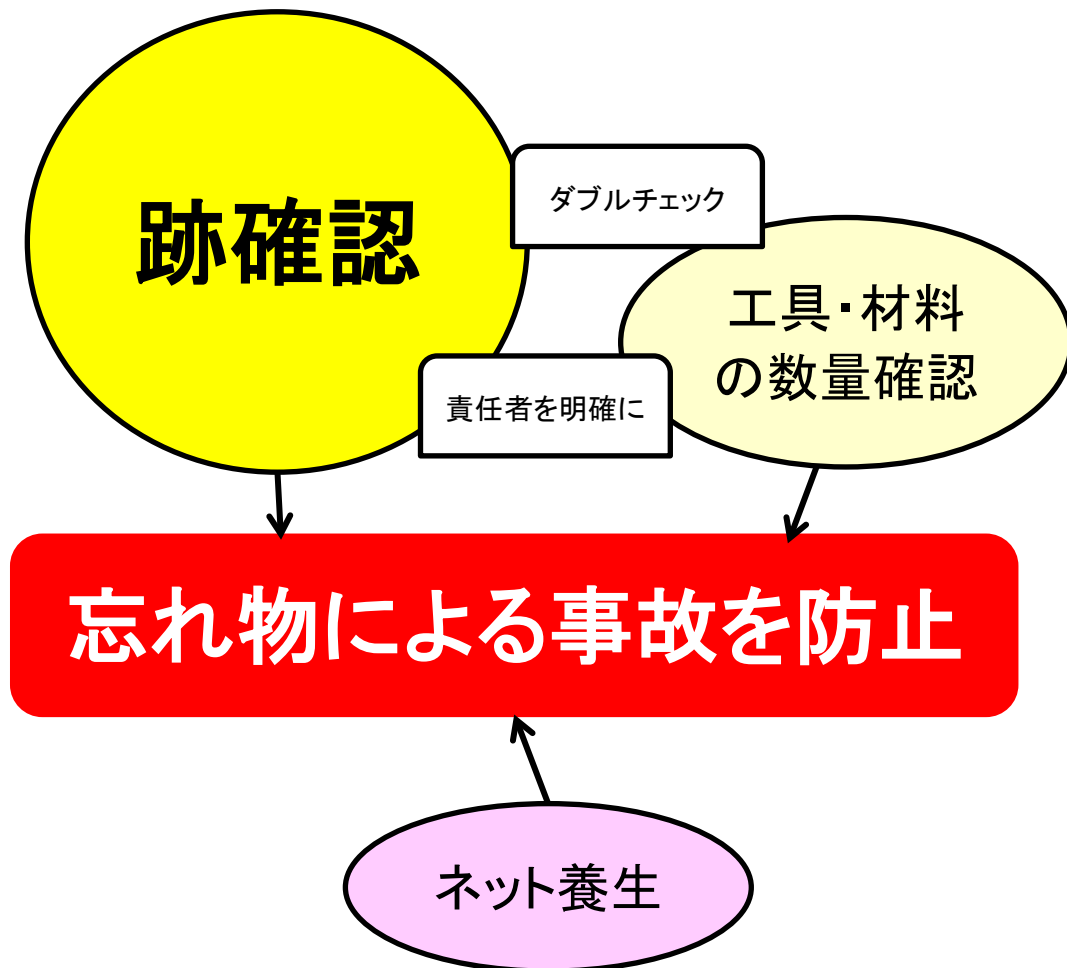 跡確認
ダブルチェック
工具・材料
の数量確認
責任者を明確に
忘れ物による事故を防止
ネット養生